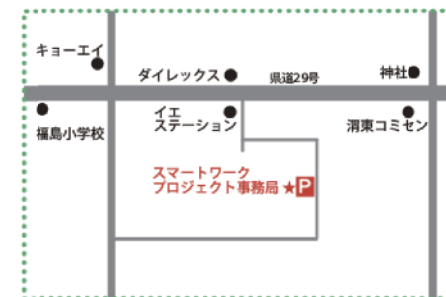 キョーエイ
ダイレックス
県道29号
神社
福島小学校
イエ
ステーション
渭東コミセン
スマートワーク
プロジェクト事務局 ★P